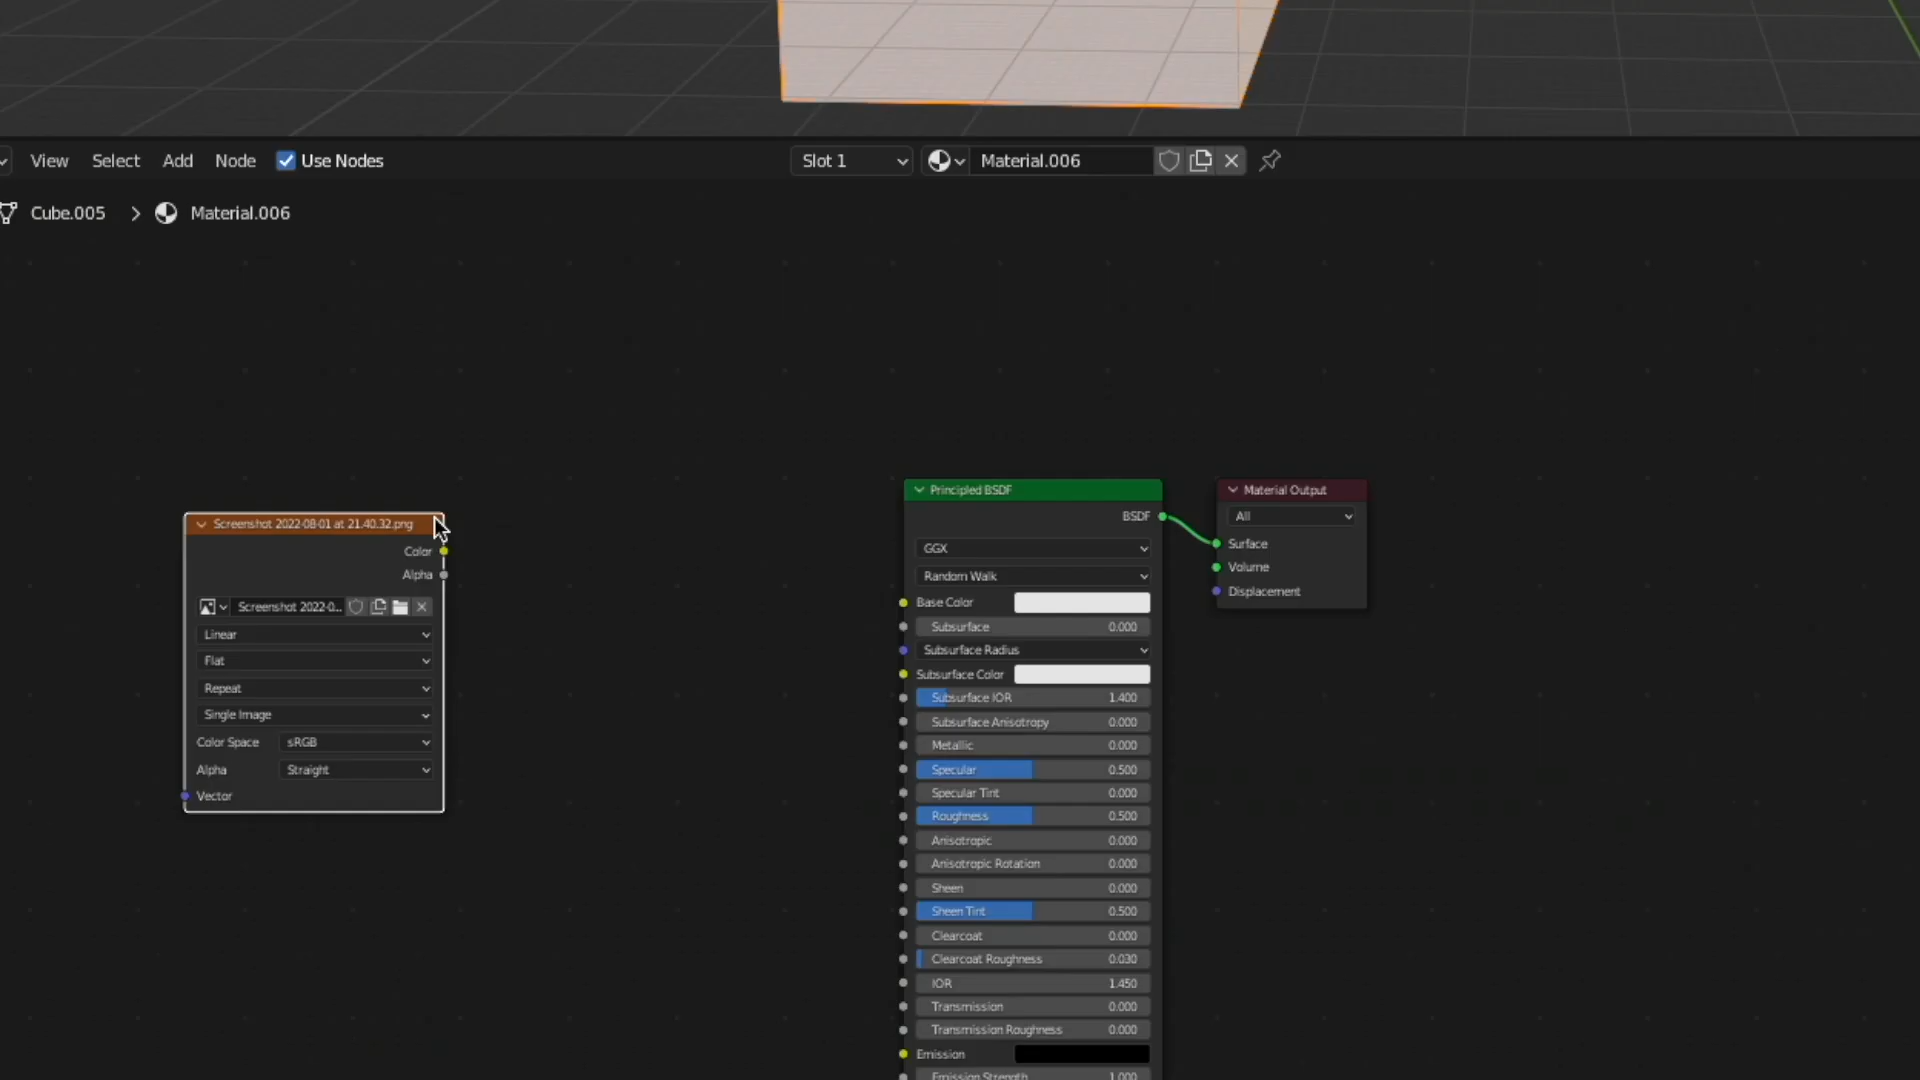 View Select Add Node Use Nodes Slot 1 Material.006
Cube.005 Material.006
Screenshot 2022-08-01 at 21.40.32.png
Color
Alpha
Screenshot 2022-0...
Linear
Flat
Repeat
Single Image
Color Space sRGB
Alpha Straight
Vector
Principled BSDF
BSDF
GGX
Random Walk
Base Color
Subsurface 0.000
Subsurface Radius
Subsurface Color
Subsurface IOR 1.400
Subsurface Anisotropy 0.000
Metallic 0.000
Specular 0.500
Specular Tint 0.000
Roughness 0.500
Anisotropic 0.000
Anisotropic Rotation 0.000
Sheen 0.000
Sheen Tint 0.500
Clearcoat 0.000
Clearcoat Roughness 0.030
IOR 1.450
Transmission 0.000
Transmission Roughness 0.000
Emission
Emission Strength 1.000
Material Output
All
Surface
Volume
Displacement